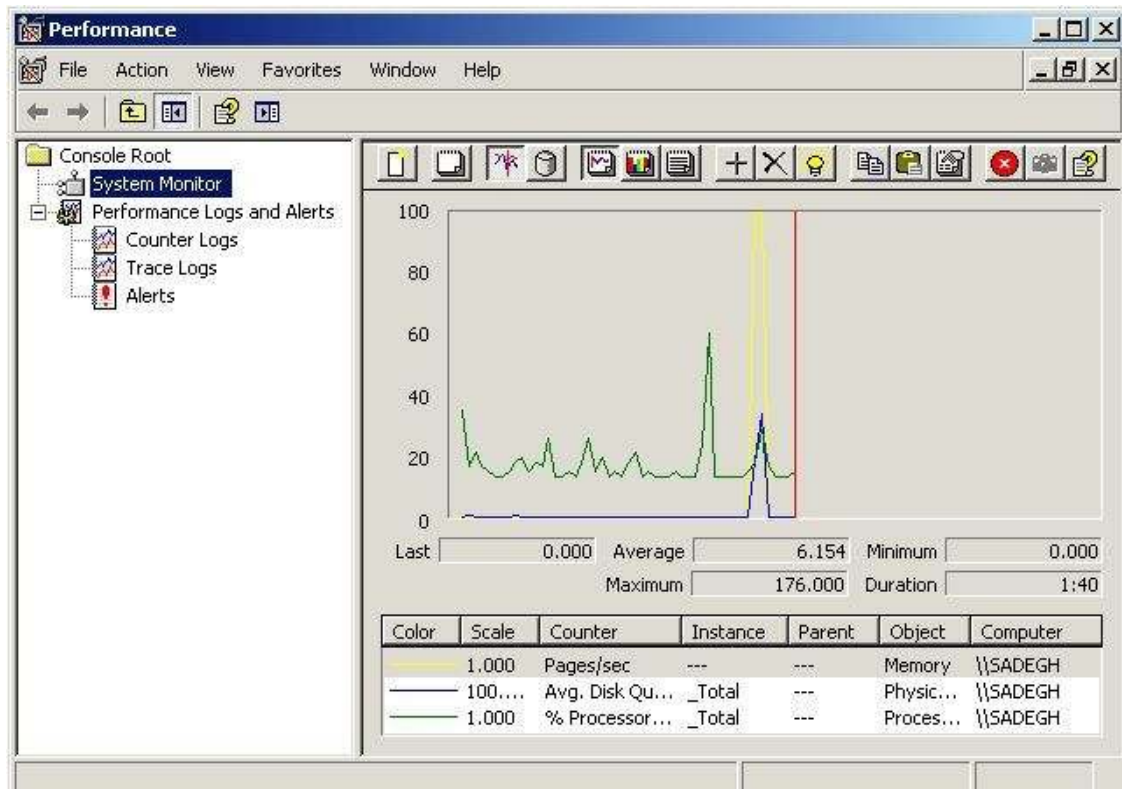 Performance
File Action View Favorites Window Help
Console Root
System Monitor
Performance Logs and Alerts
Counter Logs
Trace Logs
Alerts
100
80
60
40
20
0
Last 0.000 Average 6.154 Minimum 0.000
Maximum 176.000 Duration 1:40
Color Scale Counter Instance Parent Object Computer
1.000 Pages/sec --- --- Memory \\SADEGH
100.... Avg. Disk Qu... _Total --- Physic... \\SADEGH
1.000 % Processor... _Total --- Proces... \\SADEGH